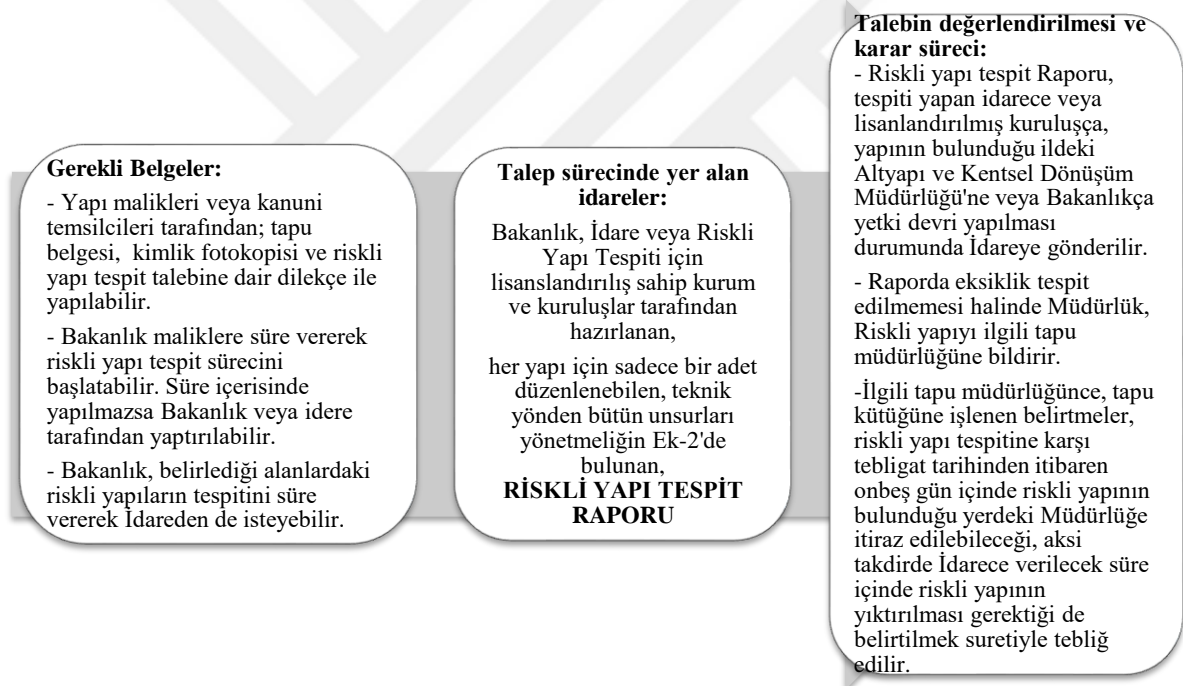 Gerekli Belgeler:
- Yapı malikleri veya kanuni
temsilcileri tarafından; tapu
belgesi, kimlik fotokopisi ve riskli
yapı tespit talebine dair dilekçe ile
yapılabilir.
- Bakanlık maliklere süre vererek
riskli yapı tespit sürecini
başlatabilir. Süre içerisinde
yapılmazsa Bakanlık veya idere
tarafından yaptırılabilir.
- Bakanlık, belirlediği alanlardaki
riskli yapıların tespitini süre
vererek İdareden de isteyebilir.
Talep sürecinde yer alan
idareler:
Bakanlık, İdare veya Riskli
Yapı Tespiti için
lisanslandırılış sahip kurum
ve kuruluşlar tarafından
hazırlanan,
her yapı için sadece bir adet
düzenlenebilen, teknik
yönden bütün unsurları
yönetmeliğin Ek-2'de
bulunan,
RİSKLİ YAPI TESPİT
RAPORU
Talebin değerlendirilmesi ve
karar süreci:
- Riskli yapı tespit Raporu,
tespiti yapan idarece veya
lisanlandırılmış kuruluşça,
yapının bulunduğu ildeki
Altyapı ve Kentsel Dönüşüm
Müdürlüğü'ne veya Bakanlıkça
yetki devri yapılması
durumunda İdareye gönderilir.
- Raporda eksiklik tespit
edilmemesi halinde Müdürlük,
Riskli yapıyı ilgili tapu
müdürlüğüne bildirir.
-İlgili tapu müdürlüğünce, tapu
kütüğüne işlenen belirtmeler,
riskli yapı tespitine karşı
tebligat tarihinden itibaren
onbeş gün içinde riskli yapının
bulunduğu yerdeki Müdürlüğe
itiraz edilebileceği, aksi
takdirde İdarece verilecek süre
içinde riskli yapının
yıktırılması gerektiği de
belirtilmek suretiyle tebliğ
edilir.